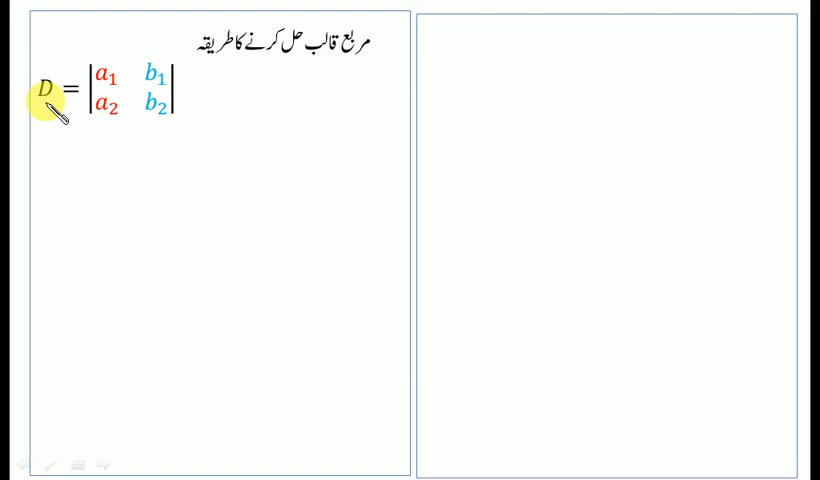 مربع قالب حل کرنے کا طریقہ
D = |a₁ b₁|
|a₂ b₂|